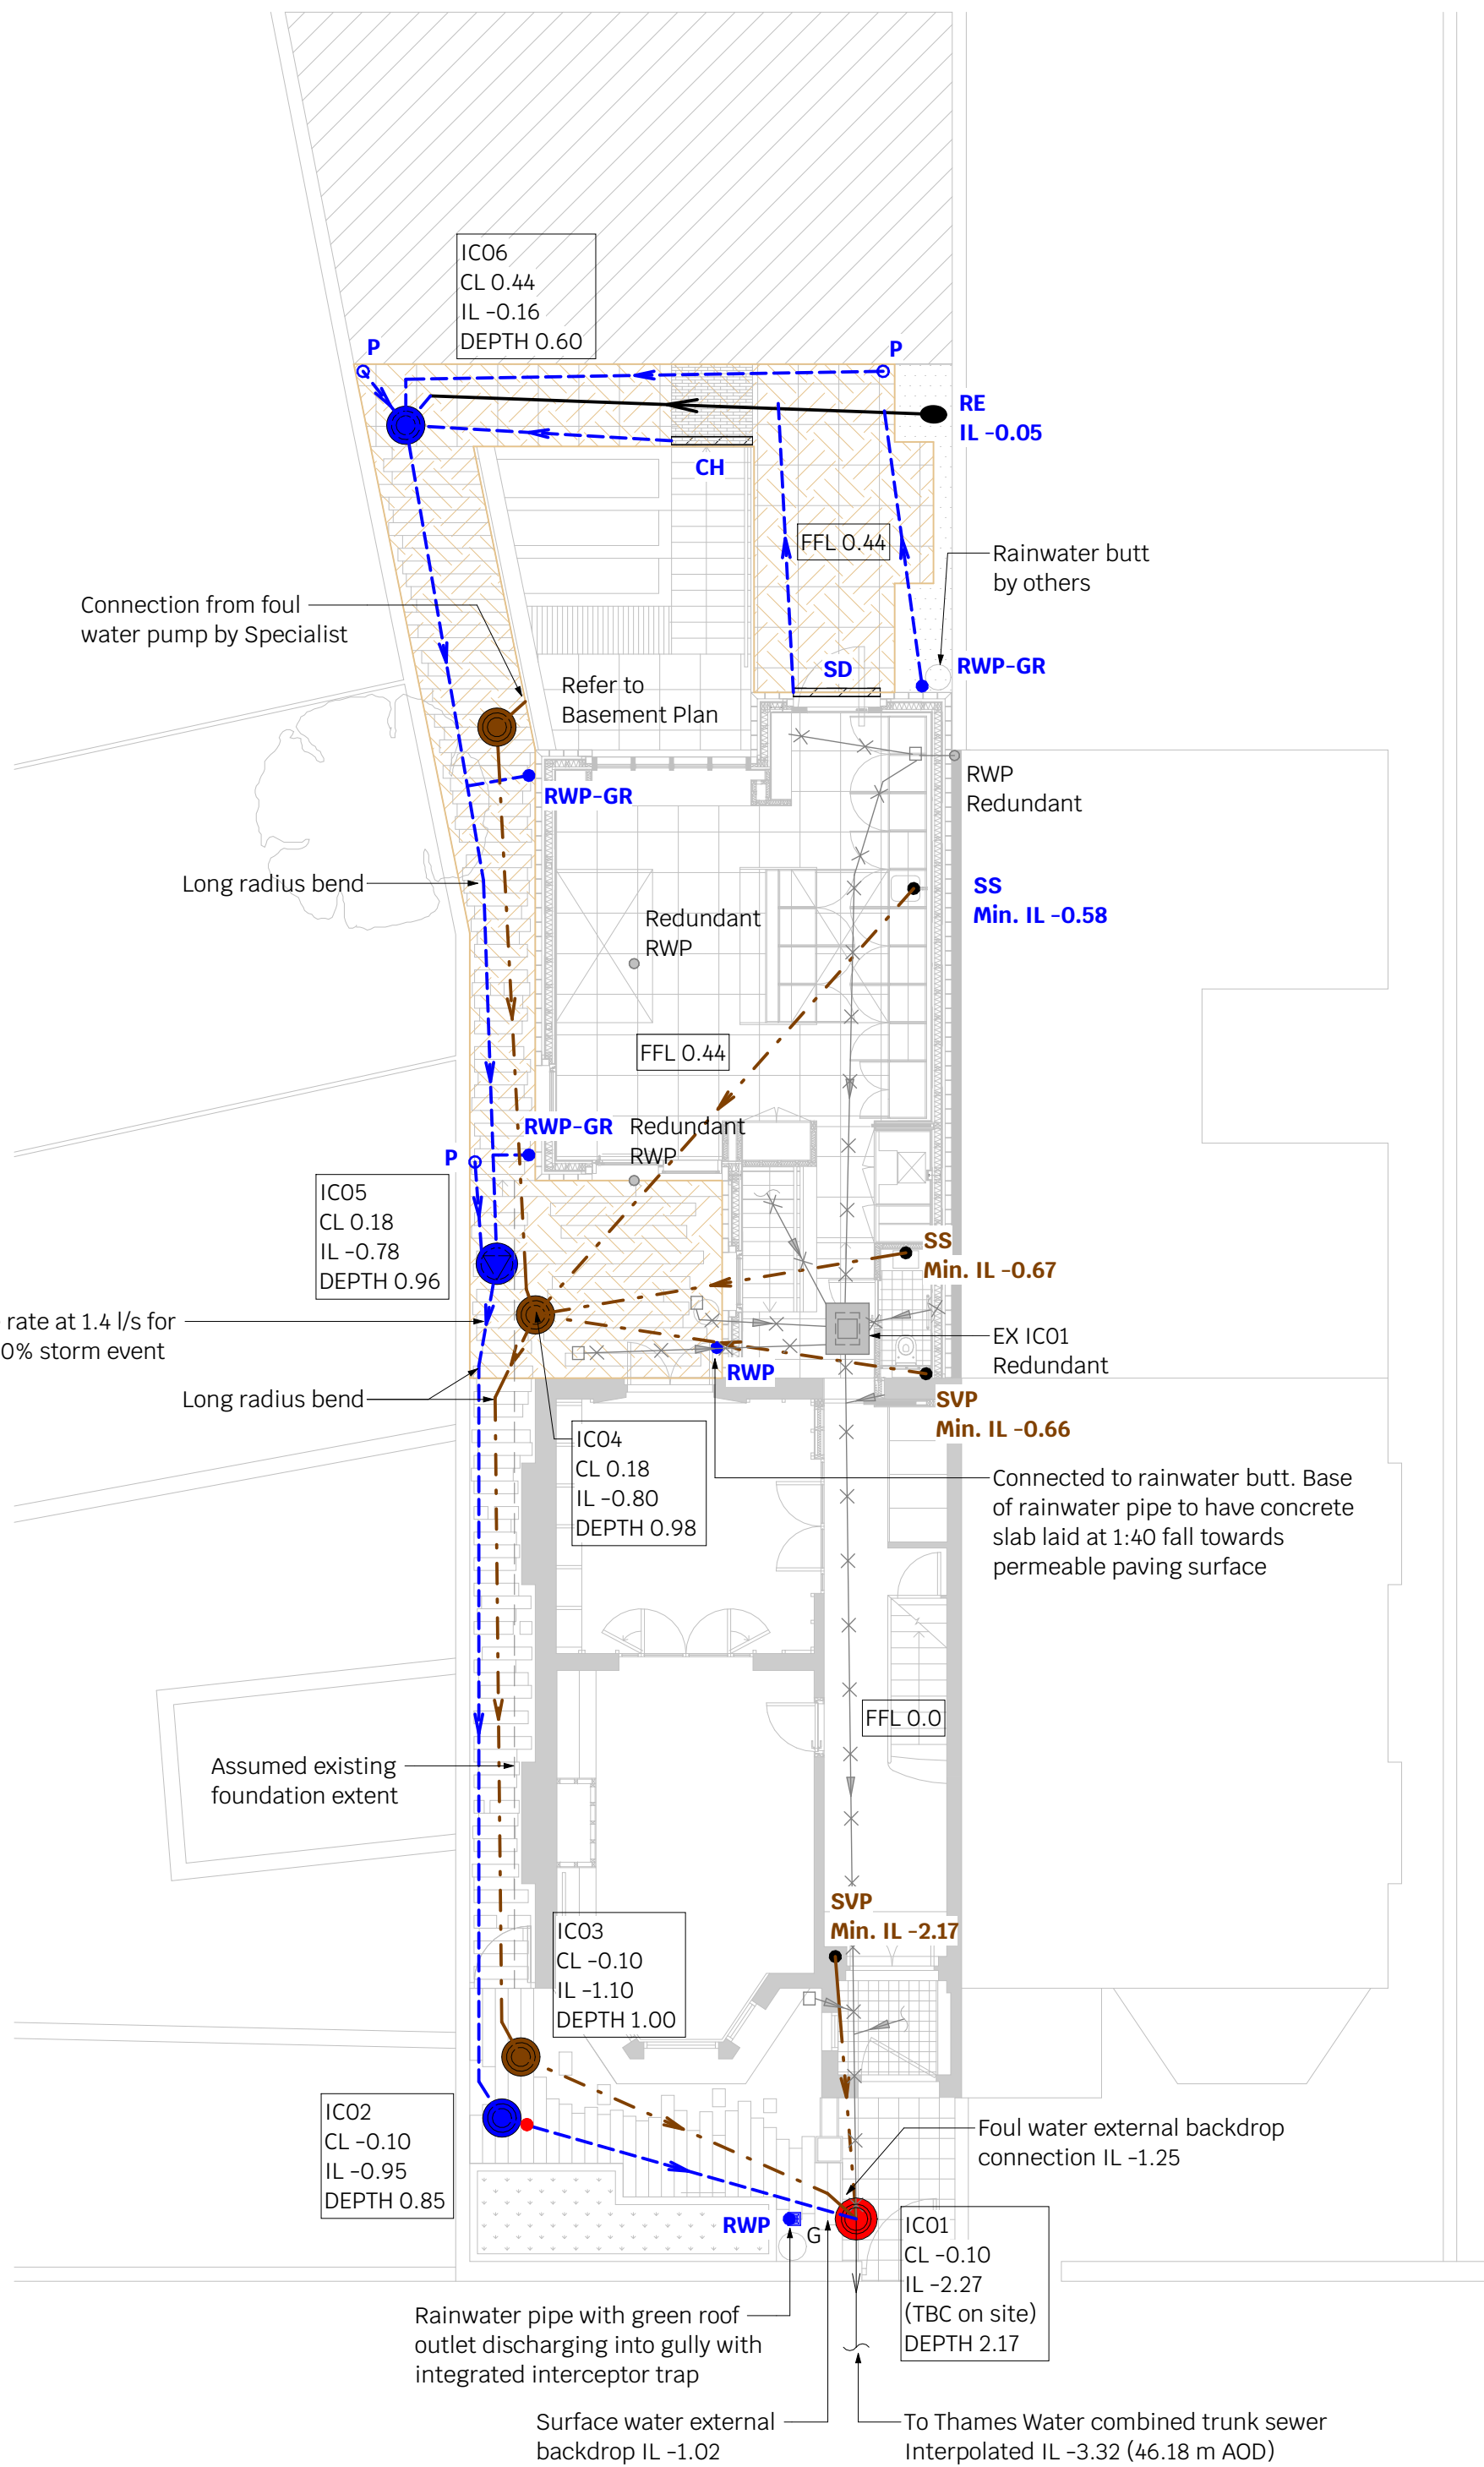 IC06
CL 0.44
IL -0.16
DEPTH 0.60
P
P
RE
IL -0.05
CH
FFL 0.44
Rainwater butt
by others
Connection from foul
water pump by Specialist
SD
RWP-GR
Refer to
Basement Plan
RWP
Redundant
RWP-GR
Long radius bend
SS
Min. IL -0.58
Redundant
RWP
FFL 0.44
RWP-GR
Redundant
RWP
P
IC05
CL 0.18
IL -0.78
DEPTH 0.96
SS
Min. IL -0.67
rate at 1.4 l/s for
0% storm event
EX IC01
Redundant
RWP
Long radius bend
SVP
Min. IL -0.66
IC04
CL 0.18
IL -0.80
DEPTH 0.98
Connected to rainwater butt. Base
of rainwater pipe to have concrete
slab laid at 1:40 fall towards
permeable paving surface
FFL 0.0
Assumed existing
foundation extent
SVP
Min. IL -2.17
IC03
CL -0.10
IL -1.10
DEPTH 1.00
IC02
CL -0.10
IL -0.95
DEPTH 0.85
Foul water external backdrop
connection IL -1.25
RWP
G
IC01
CL -0.10
IL -2.27
(TBC on site)
DEPTH 2.17
Rainwater pipe with green roof
outlet discharging into gully with
integrated interceptor trap
Surface water external
backdrop IL -1.02
To Thames Water combined trunk sewer
Interpolated IL -3.32 (46.18 m AOD)